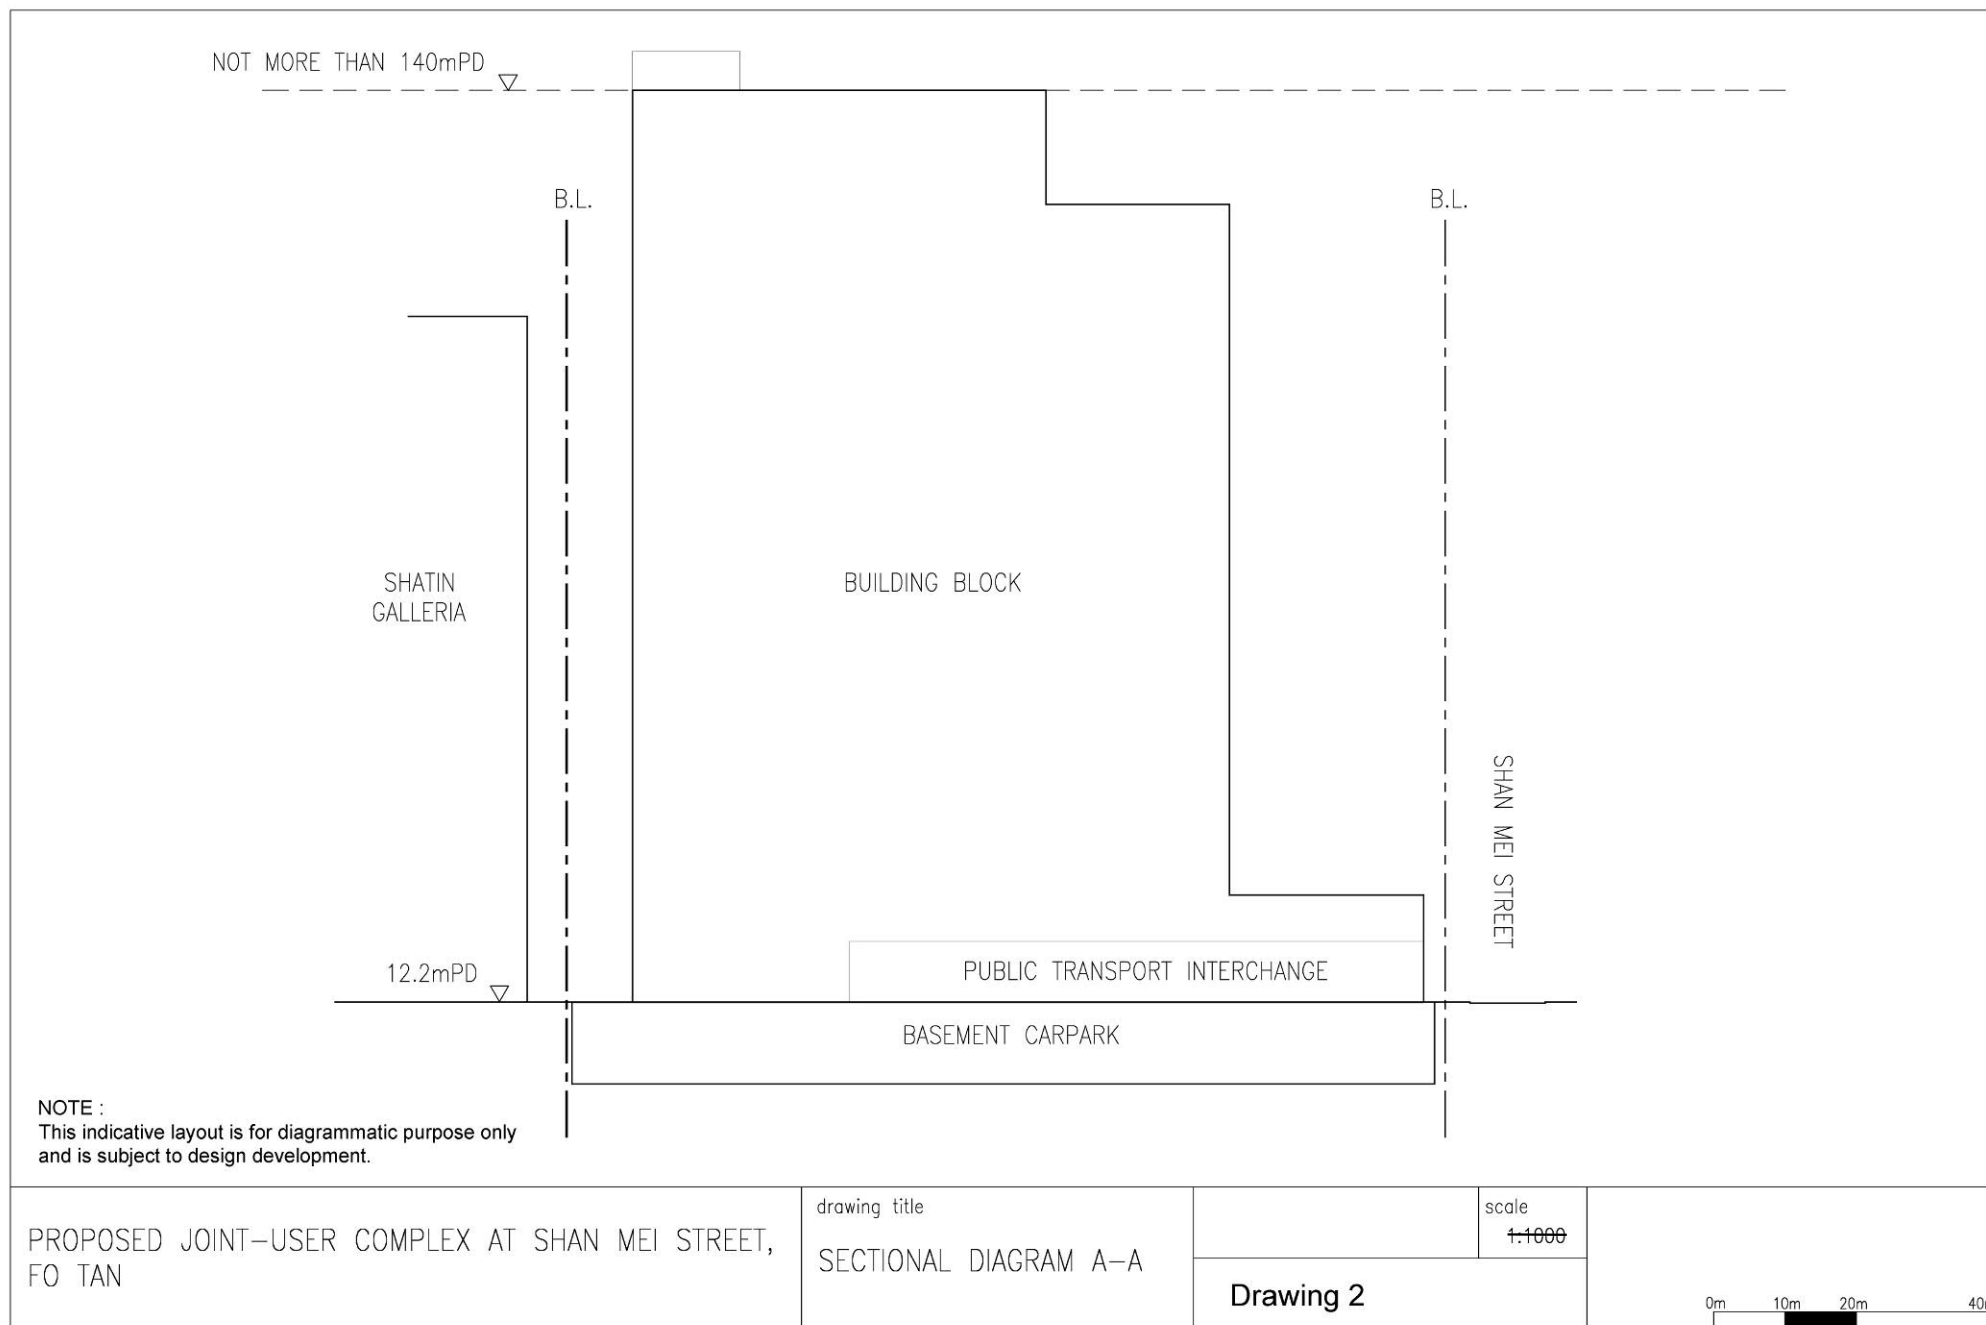 NOT MORE THAN 140mPD
B.L.
B.L.
SHATIN
GALLERIA
BUILDING BLOCK
SHAN MEI STREET
12.2mPD
PUBLIC TRANSPORT INTERCHANGE
BASEMENT CARPARK
NOTE :
This indicative layout is for diagrammatic purpose only
and is subject to design development.
PROPOSED JOINT-USER COMPLEX AT SHAN MEI STREET,
FO TAN
drawing title
SECTIONAL DIAGRAM A-A
scale
1:1000
Drawing 2
0m 10m 20m 40m